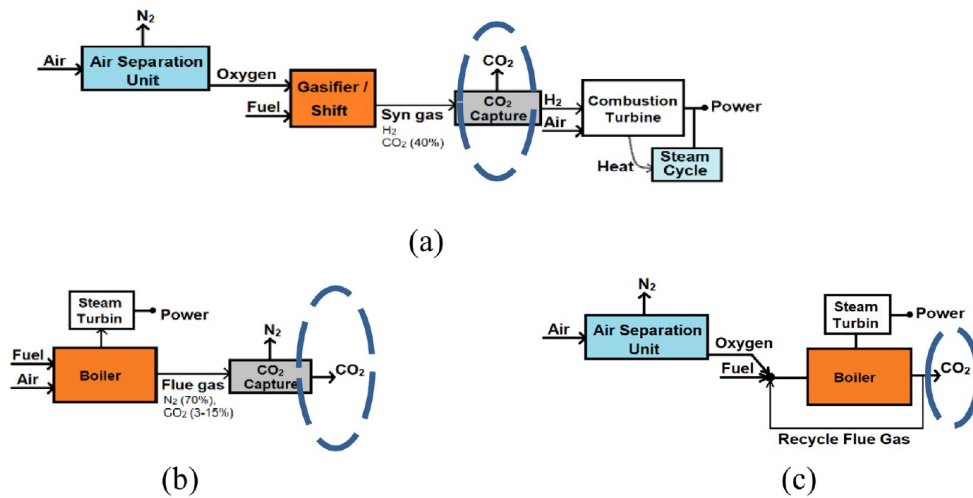 N₂
Air
Air Separation
Unit
Oxygen
Fuel
Gasifier /
Shift
Syn gas
H₂
CO₂ (40%)
CO₂
CO₂
Capture
H₂
Air
Combustion
Turbine
Power
Heat
Steam
Cycle
(a)
Steam
Turbin
Power
Fuel
Air
Boiler
Flue gas
N₂ (70%),
CO₂ (3-15%)
N₂
CO₂
Capture
CO₂
(b)
N₂
Air
Air Separation
Unit
Oxygen
Fuel
Steam
Turbin
Power
Boiler
CO₂
Recycle Flue Gas
(c)